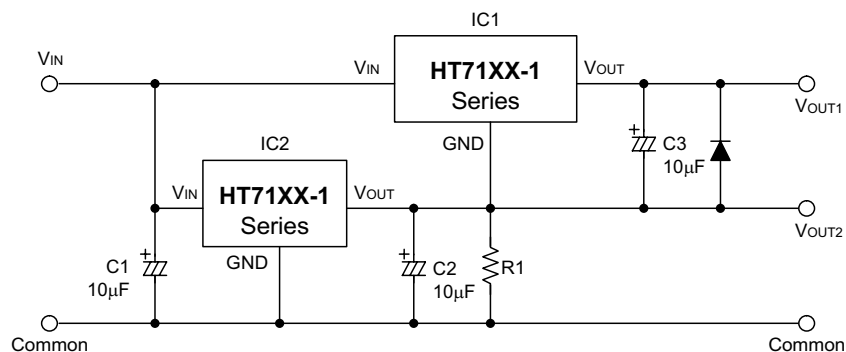 IC1
VIN
VIN
HT71XX-1
Series
VOUT
VOUT1
GND
C3
10µF
IC2
VIN
HT71XX-1
Series
VOUT
VOUT2
GND
C1
10µF
C2
10µF
R1
Common
Common